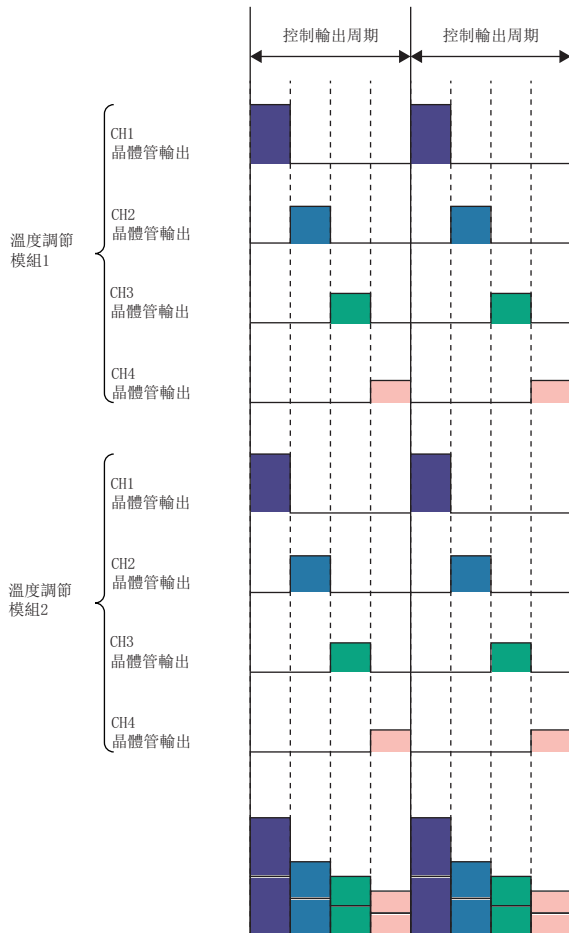 控制輸出周期
控制輸出周期
CH1
晶體管輸出
CH2
晶體管輸出
溫度調節
模組1
CH3
晶體管輸出
CH4
晶體管輸出
CH1
晶體管輸出
CH2
晶體管輸出
溫度調節
模組2
CH3
晶體管輸出
CH4
晶體管輸出